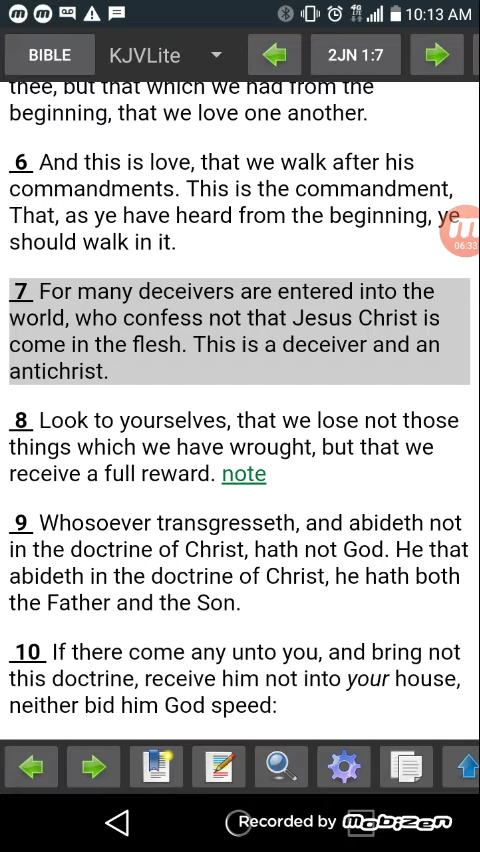 10:13 AM
BIBLE KJVLite 2JN 1:7
thee, but that which we had from the
beginning, that we love one another.
6 And this is love, that we walk after his
commandments. This is the commandment,
That, as ye have heard from the beginning, ye
should walk in it.
06:33
7 For many deceivers are entered into the
world, who confess not that Jesus Christ is
come in the flesh. This is a deceiver and an
antichrist.
8 Look to yourselves, that we lose not those
things which we have wrought, but that we
receive a full reward. note
9 Whosoever transgresseth, and abideth not
in the doctrine of Christ, hath not God. He that
abideth in the doctrine of Christ, he hath both
the Father and the Son.
10 If there come any unto you, and bring not
this doctrine, receive him not into your house,
neither bid him God speed:
Recorded by mobizen